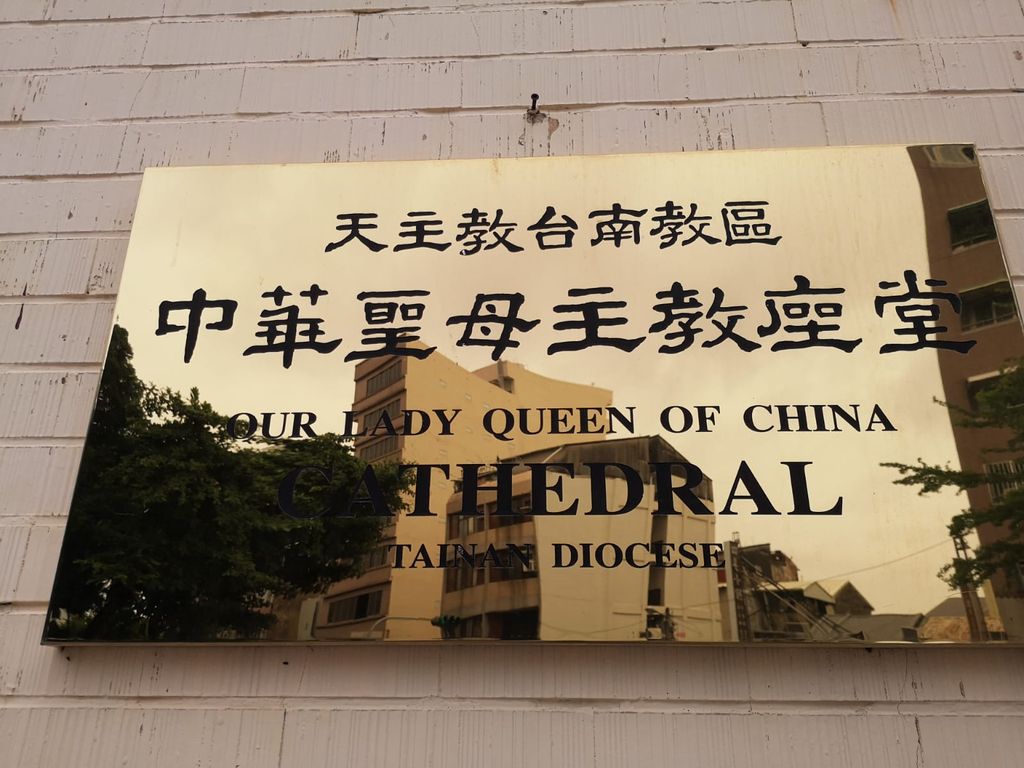 天主教台南教區
中華聖母主教座堂
OUR LADY QUEEN OF CHINA
CATHEDRAL
TAINAN DIOCESE